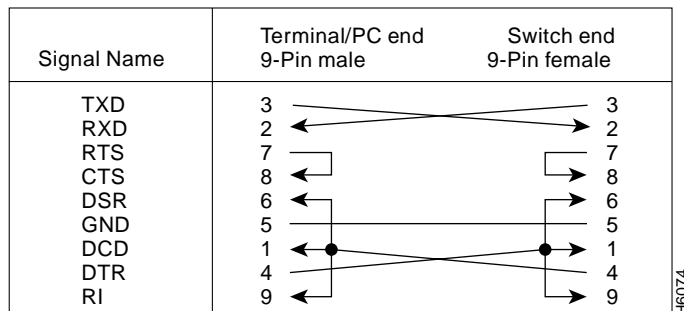 Signal Name Terminal/PC end 9-Pin male Switch end 9-Pin female
TXD 3 3
RXD 2 2
RTS 7 7
CTS 8 8
DSR 6 6
GND 5 5
DCD 1 1
DTR 4 4
RI 9 9
H6074